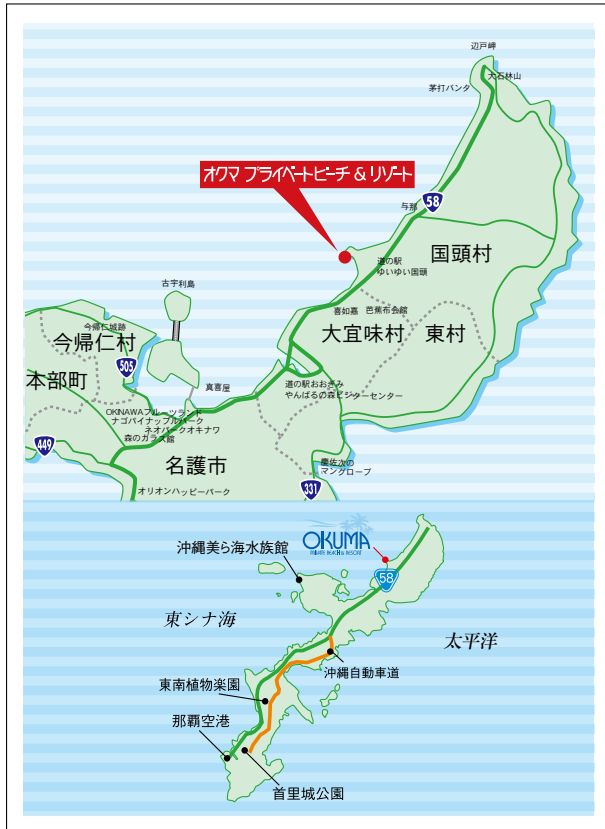 辺戸岬
大石林山
茅打バンタ
オクマ プライベートビーチ & リゾート
58
与那
国頭村
道の駅
ゆいゆい国頭
古宇利島
喜如嘉
芭蕉布会館
今帰仁城跡
今帰仁村
大宜味村
東村
505
本部町
真喜屋
道の駅おおぎみ
やんばるの森ビジターセンター
OKINAWAフルーツランド
ナゴパイナップルパーク
ネオパークオキナワ
森のガラス館
449
名護市
慶佐次の
マングローブ
331
オリオンハッピーパーク
OKUMA
PRIVATE BEACH & RESORT
沖縄美ら海水族館
58
東シナ海
太平洋
沖縄自動車道
東南植物楽園
那覇空港
首里城公園